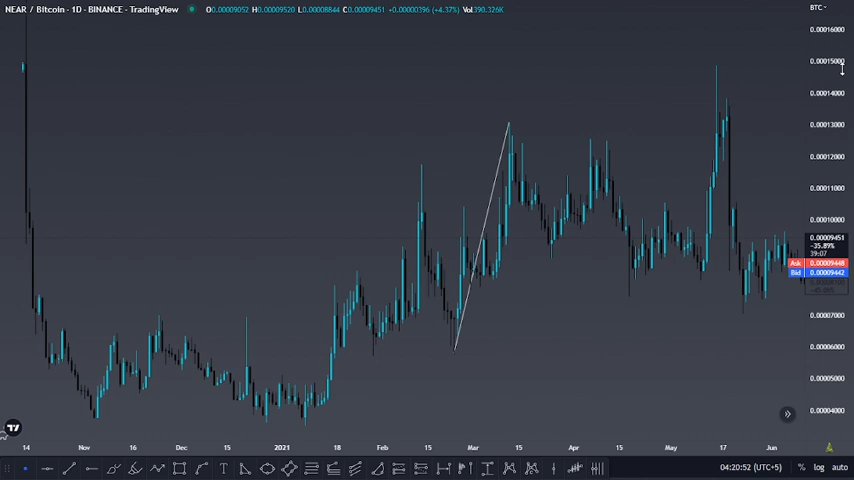 NEAR / Bitcoin · 1D · BINANCE · TradingView O0.00009052 H0.00009520 L0.00008844 C0.00009451 +0.00000396 (+4.37%) Vol390.326K
BTC
0.00016000
0.00015000
0.00014000
0.00013000
0.00012000
0.00011000
0.00010000
0.00009451
−35.89%
39:07
Ask 0.00009448
Bid 0.00009442
0.00007000
0.00006000
0.00005000
0.00004000
14 Nov 14 Dec 15 2021 18 Feb 15 Mar 15 Apr 15 May 17 Jun
04:20:52 (UTC+5) % log auto